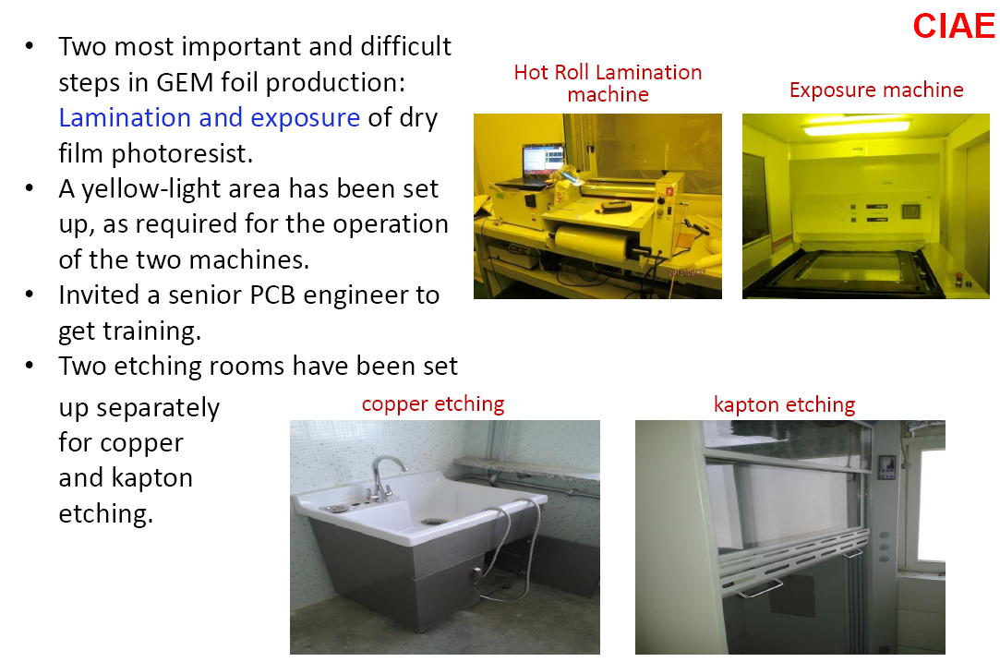 CIAE
• Two most important and difficult
steps in GEM foil production:
Lamination and exposure of dry
film photoresist.
• A yellow-light area has been set
up, as required for the operation
of the two machines.
• Invited a senior PCB engineer to
get training.
• Two etching rooms have been set
up separately
for copper
and kapton
etching.
Hot Roll Lamination
machine
Exposure machine
copper etching
kapton etching